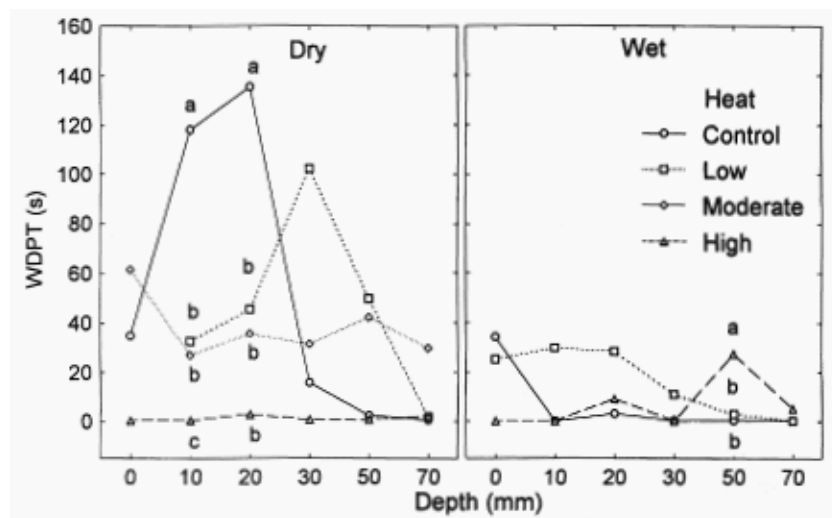 160
140
120
100
80
60
40
20
0
WDPT (s)
Dry
a
a
b
b
b
b
c
b
0 10 20 30 50 70
Wet
Heat
Control
Low
Moderate
High
a
b
b
0 10 20 30 50 70
Depth (mm)